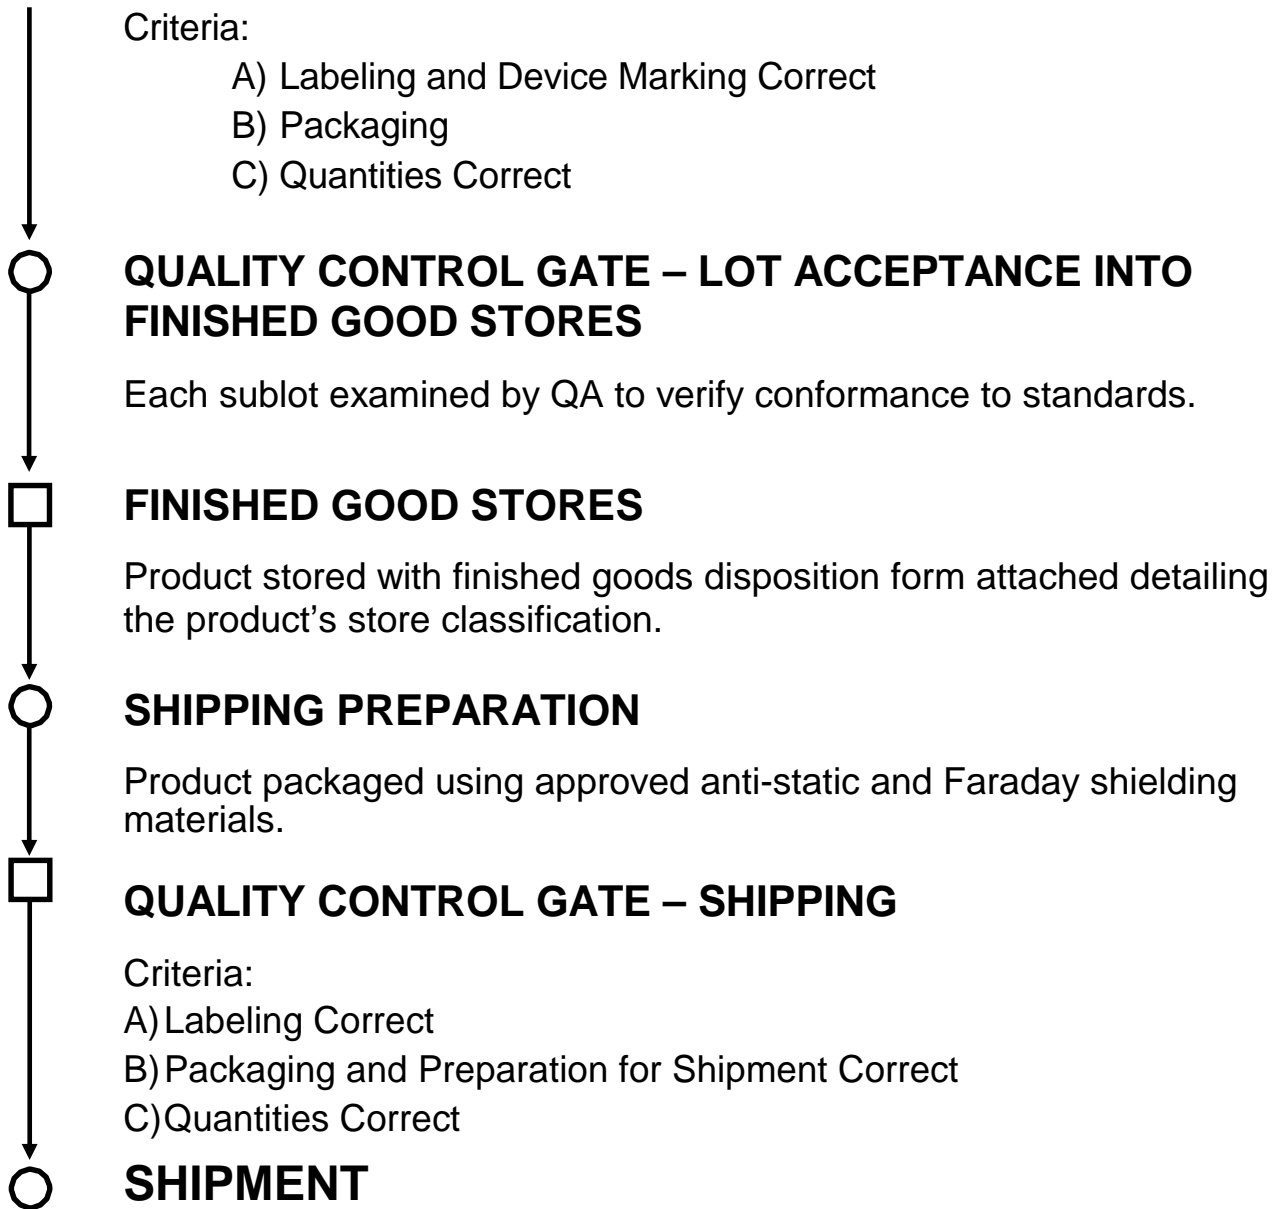 Criteria:
A) Labeling and Device Marking Correct
B) Packaging
C) Quantities Correct
QUALITY CONTROL GATE – LOT ACCEPTANCE INTO
FINISHED GOOD STORES
Each sublot examined by QA to verify conformance to standards.
FINISHED GOOD STORES
Product stored with finished goods disposition form attached detailing
the product’s store classification.
SHIPPING PREPARATION
Product packaged using approved anti-static and Faraday shielding
materials.
QUALITY CONTROL GATE – SHIPPING
Criteria:
A) Labeling Correct
B) Packaging and Preparation for Shipment Correct
C) Quantities Correct
SHIPMENT